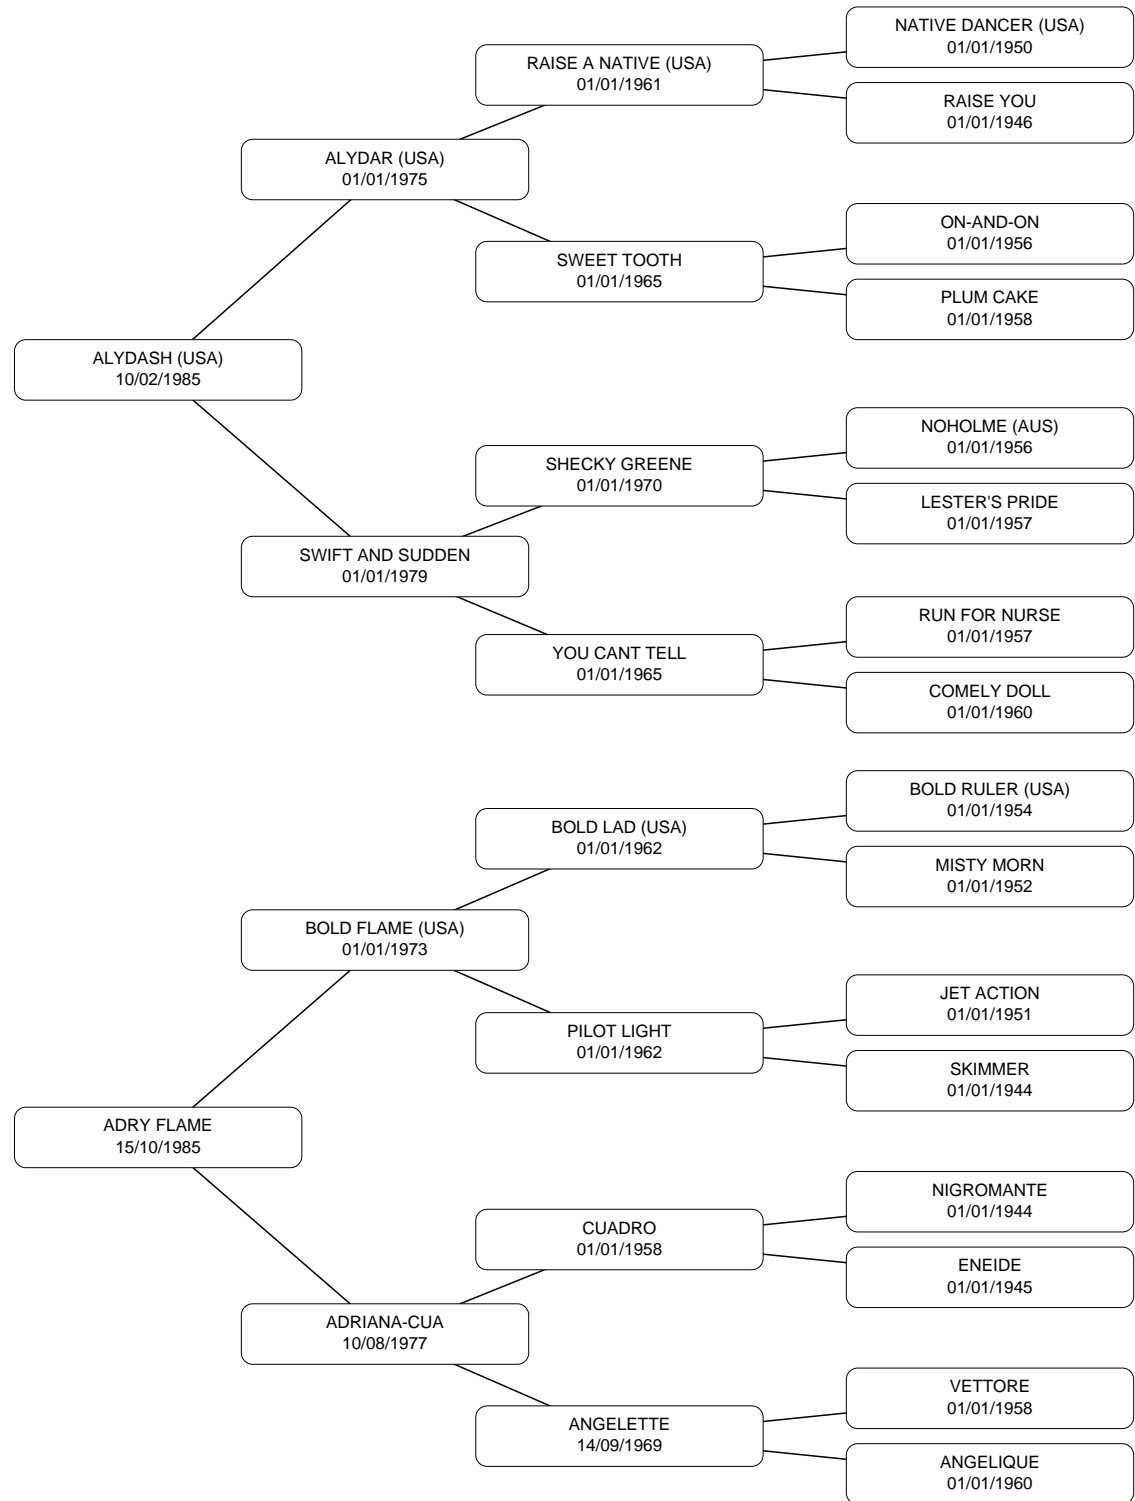 NATIVE DANCER (USA)
01/01/1950
RAISE A NATIVE (USA)
01/01/1961
RAISE YOU
01/01/1946
ALYDAR (USA)
01/01/1975
ON-AND-ON
01/01/1956
SWEET TOOTH
01/01/1965
PLUM CAKE
01/01/1958
ALYDASH (USA)
10/02/1985
NOHOLME (AUS)
01/01/1956
SHECKY GREENE
01/01/1970
LESTER'S PRIDE
01/01/1957
SWIFT AND SUDDEN
01/01/1979
RUN FOR NURSE
01/01/1957
YOU CANT TELL
01/01/1965
COMELY DOLL
01/01/1960
BOLD RULER (USA)
01/01/1954
BOLD LAD (USA)
01/01/1962
MISTY MORN
01/01/1952
BOLD FLAME (USA)
01/01/1973
JET ACTION
01/01/1951
PILOT LIGHT
01/01/1962
SKIMMER
01/01/1944
ADRY FLAME
15/10/1985
NIGROMANTE
01/01/1944
CUADRO
01/01/1958
ENEIDE
01/01/1945
ADRIANA-CUA
10/08/1977
VETTORE
01/01/1958
ANGELETTE
14/09/1969
ANGELIQUE
01/01/1960